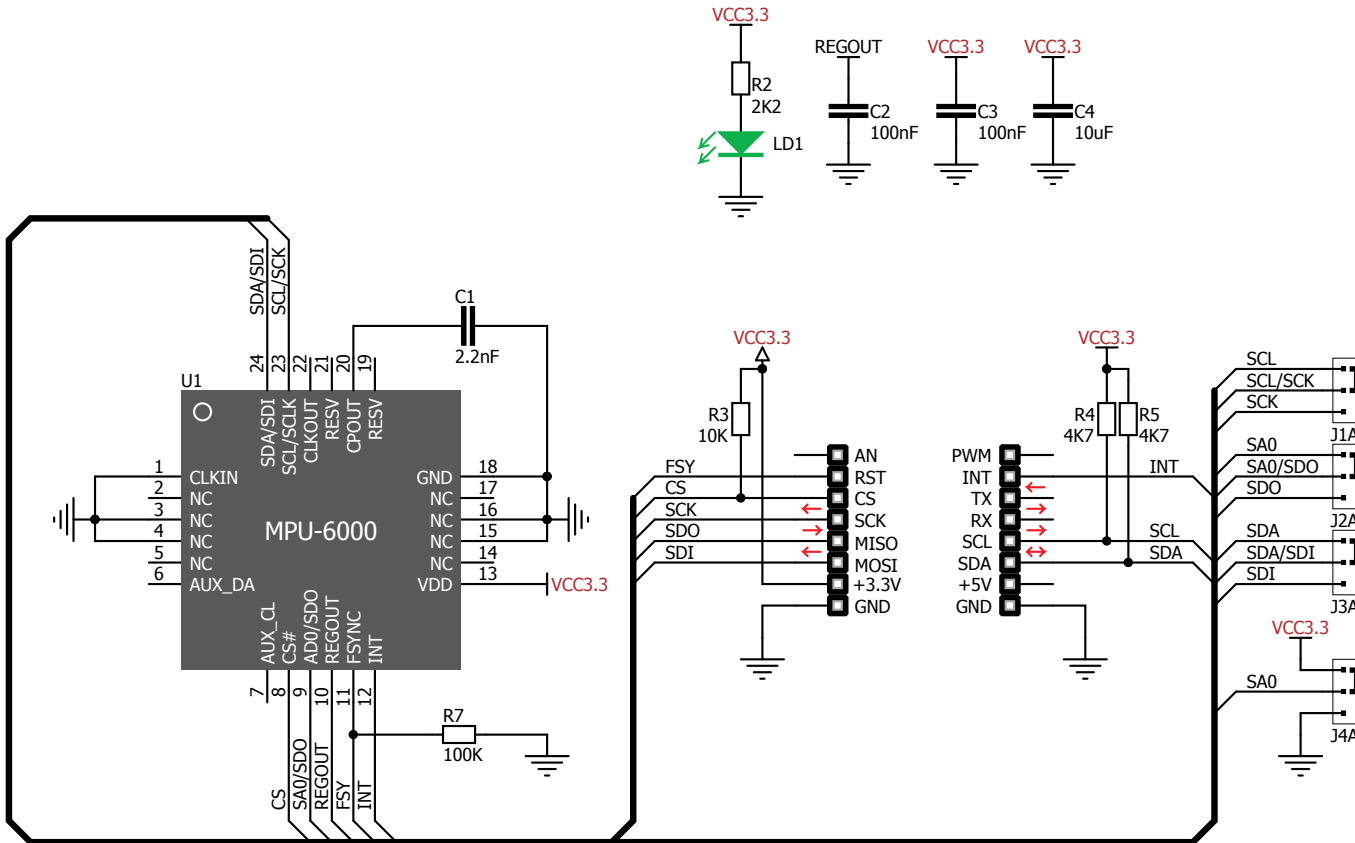 VCC3.3
R2
2K2
LD1
REGOUT
C2
100nF
VCC3.3
C3
100nF
VCC3.3
C4
10uF
SDA/SDI
SCL/SCK
C1
2.2nF
U1
24
23
22
21
20
19
SDA/SDI
SCL/SCLK
CLKOUT
RESV
CPOUT
RESV
1
2
3
4
5
6
CLKIN
NC
NC
NC
NC
AUX_DA
MPU-6000
GND
NC
NC
NC
NC
VDD
18
17
16
15
14
13
VCC3.3
AUX_CL
CS#
AD0/SDO
REGOUT
FSYNC
INT
7
8
9
10
11
12
CS
SA0/SDO
REGOUT
FSY
INT
R7
100K
VCC3.3
R3
10K
FSY
CS
SCK
SDO
SDI
AN
RST
CS
SCK
MISO
MOSI
+3.3V
GND
PWM
INT
TX
RX
SCL
SDA
+5V
GND
VCC3.3
R4
4K7
R5
4K7
INT
SCL
SDA
SCL
SCL/SCK
SCK
J1A
SA0
SA0/SDO
SDO
J2A
SDA
SDA/SDI
SDI
J3A
VCC3.3
SA0
J4A